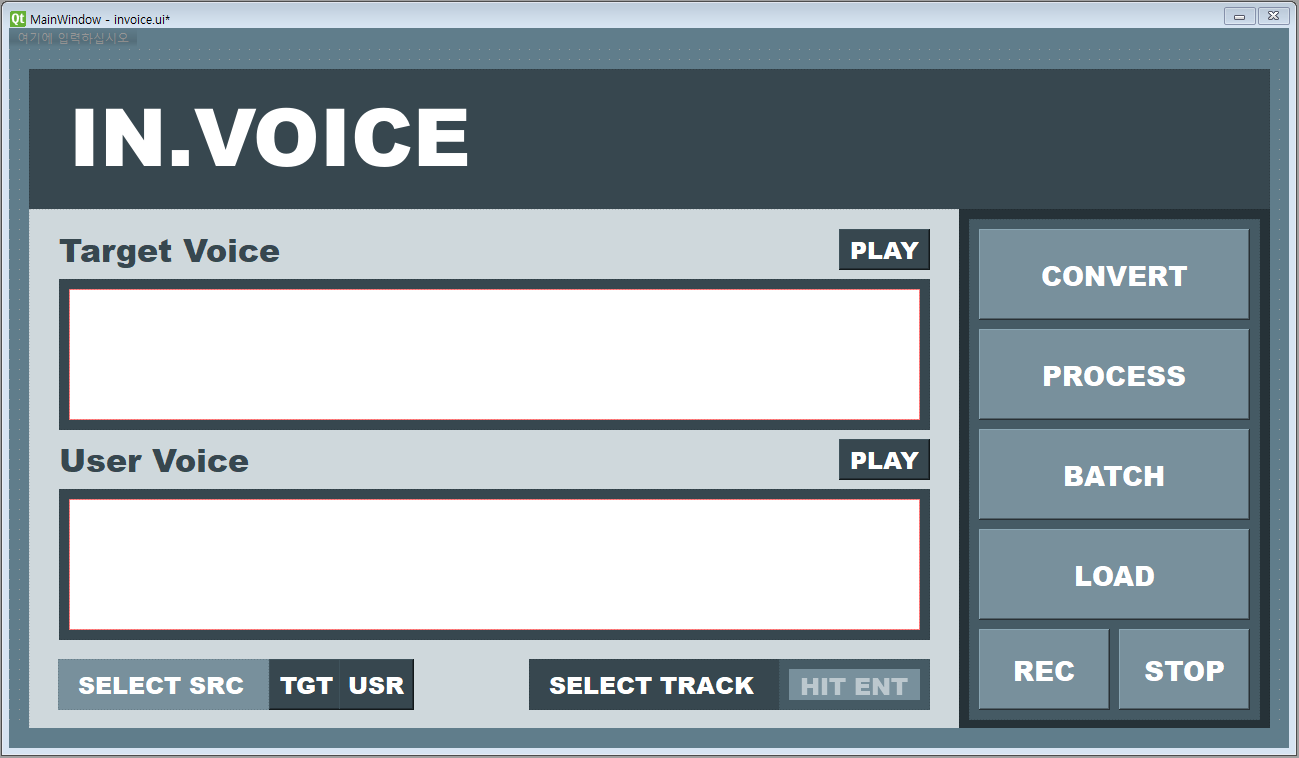 Qt MainWindow - invoice.ui*
여기에 입력하십시오
IN.VOICE
Target Voice
PLAY
User Voice
PLAY
SELECT SRC
TGT
USR
SELECT TRACK
HIT ENT
CONVERT
PROCESS
BATCH
LOAD
REC
STOP